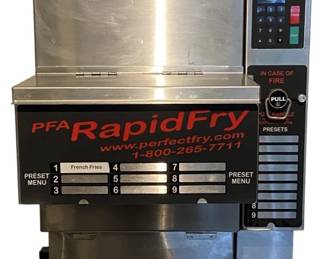 IN CASE OF
FIRE
PULL
PFA RapidFry
www.perfectfry.com
1-800-265-7711
PRESETS
1 French Fries 4 7
PRESET MENU 2 5 8 PRESET MENU
3 6 9
8
9